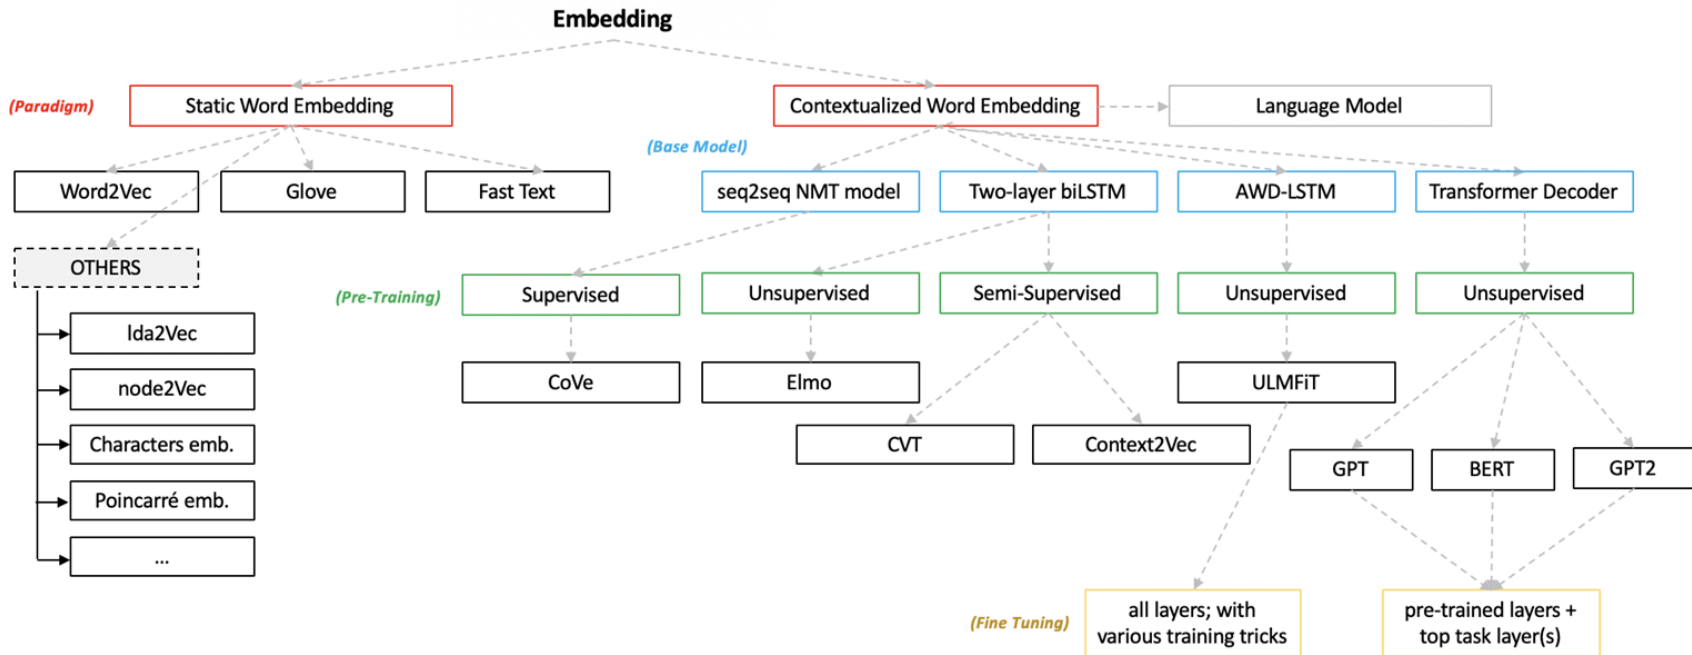 Embedding
(Paradigm)
Static Word Embedding
Contextualized Word Embedding
Language Model
(Base Model)
Word2Vec
Glove
Fast Text
seq2seq NMT model
Two-layer biLSTM
AWD-LSTM
Transformer Decoder
OTHERS
(Pre-Training)
Supervised
Unsupervised
Semi-Supervised
Unsupervised
Unsupervised
lda2Vec
node2Vec
Characters emb.
Poincarré emb.
...
CoVe
Elmo
ULMFiT
CVT
Context2Vec
GPT
BERT
GPT2
(Fine Tuning)
all layers; with
various training tricks
pre-trained layers +
top task layer(s)